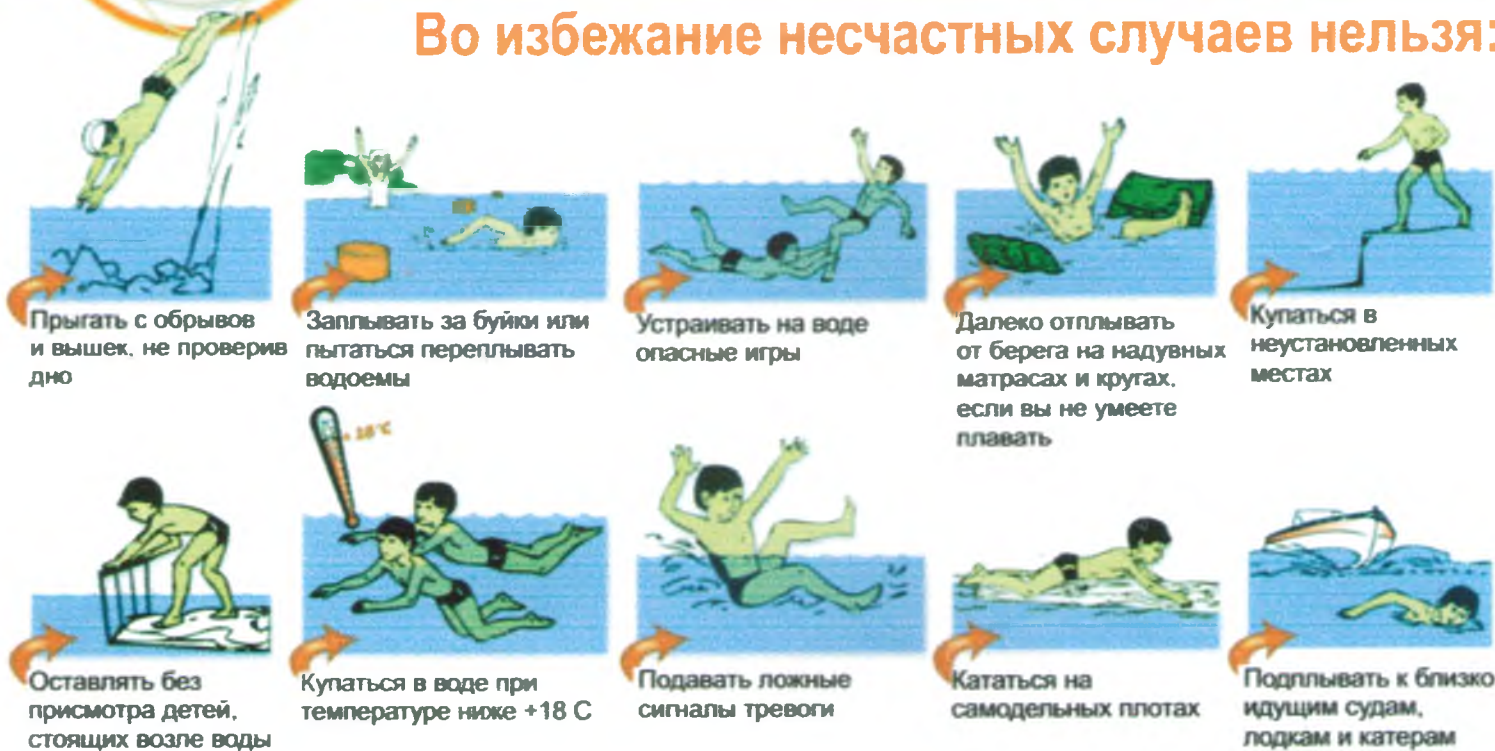 Во избежание несчастных случаев нельзя:
Прыгать с обрывов
и вышек, не проверив
дно
Заплывать за буйки или
пытаться переплывать
водоемы
Устраивать на воде
опасные игры
Далеко отплывать
от берега на надувных
матрасах и кругах,
если вы не умеете
плавать
Купаться в
неустановленных
местах
+ 18°C
Оставлять без
присмотра детей,
стоящих возле воды
Купаться в воде при
температуре ниже +18 С
Подавать ложные
сигналы тревоги
Кататься на
самодельных плотах
Подплывать к близко
идущим судам,
лодкам и катерам